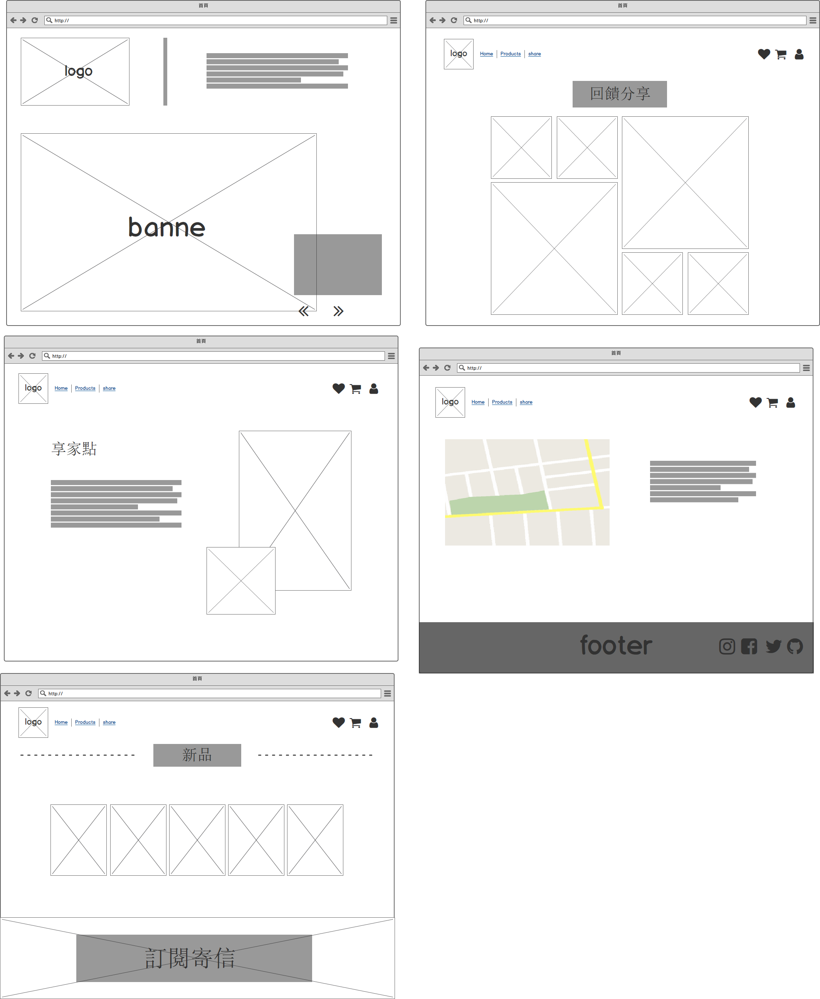 首頁
http://
logo
banne
首頁
http://
logo
Home Products share
享家點
首頁
http://
logo
Home Products share
新品
訂閱寄信
首頁
http://
logo
Home Products share
回饋分享
首頁
http://
logo
Home Products share
footer